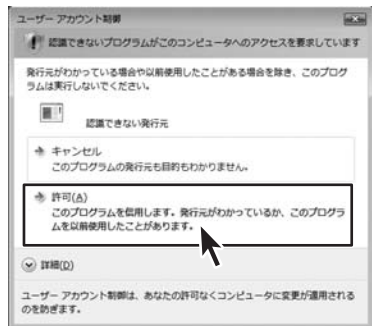 ユーザー アカウント制御
認識できないプログラムがこのコンピュータへのアクセスを要求しています
発行元がわかっている場合や以前使用したことがある場合を除き、このプログ
ラムは実行しないでください。
認識できない発行元
キャンセル
このプログラムの発行元も目的もわかりません。
許可(A)
このプログラムを信用します。発行元がわかっているか、このプログラ
ムを以前使用したことがあります。
詳細(D)
ユーザー アカウント制御は、あなたの許可なくコンピュータに変更が適用される
のを防ぎます。